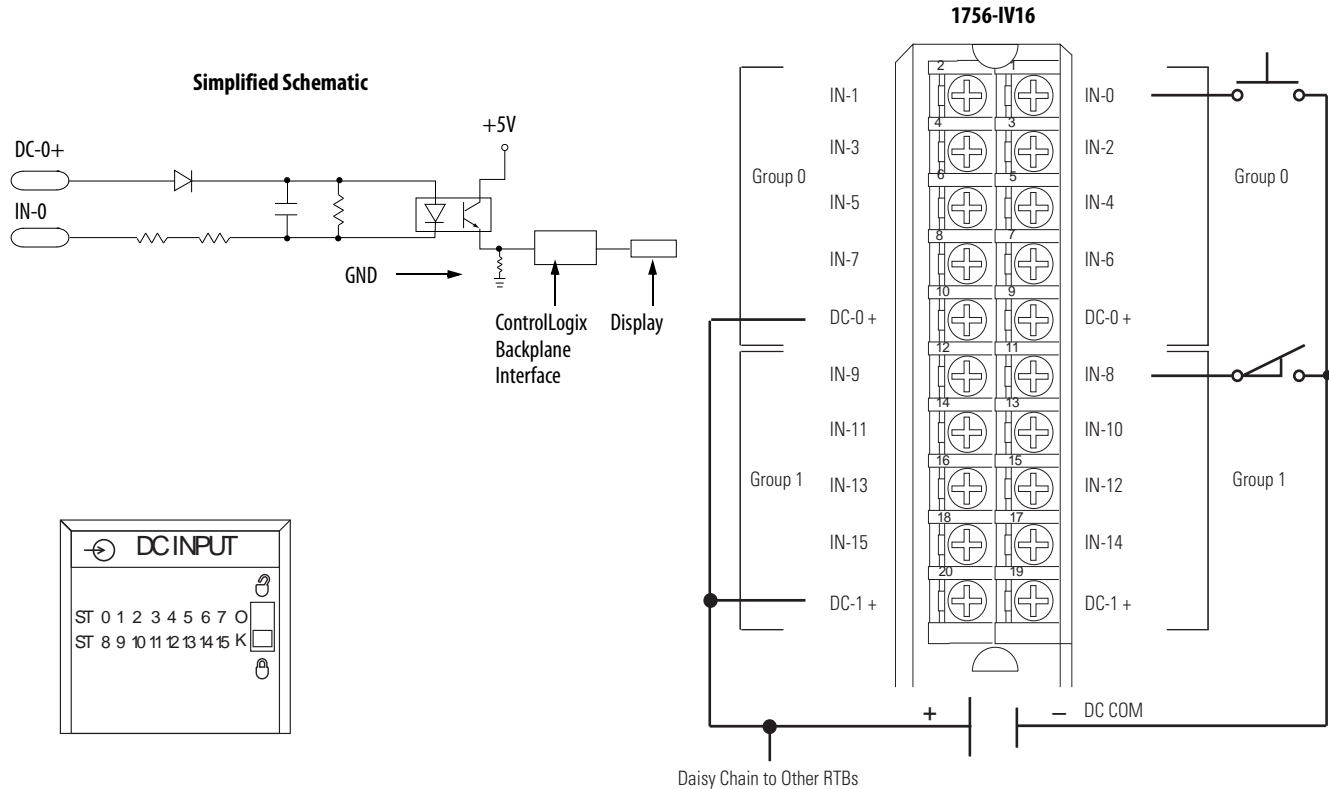 1756-IV16
Simplified Schematic
+5V
DC-0+
IN-0
GND
ControlLogix
Backplane
Interface
Display
DC INPUT
ST 0 1 2 3 4 5 6 7 O
ST 8 9 10 11 12 13 14 15 K
2 1
IN-1 IN-0
4 3
IN-3 IN-2
Group 0 Group 0
6 5
IN-5 IN-4
8 7
IN-7 IN-6
10 9
DC-0 + DC-0 +
12 11
IN-9 IN-8
14 13
IN-11 IN-10
16 15
Group 1 IN-13 IN-12 Group 1
18 17
IN-15 IN-14
20 19
DC-1 + DC-1 +
+ – DC COM
Daisy Chain to Other RTBs